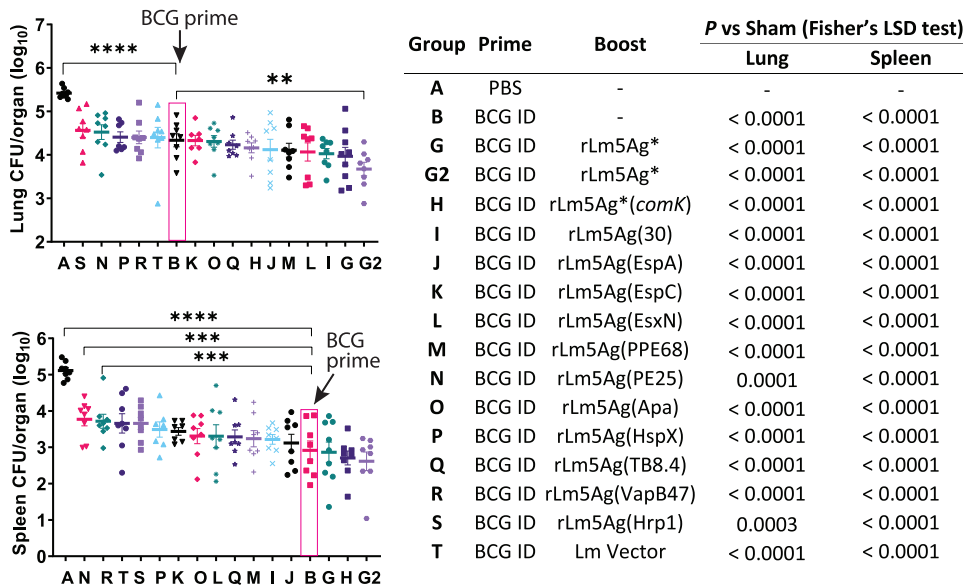 BCG prime
Lung CFU/organ (log10)
6
5
4
3
2
****
**
A S N P R T B K O Q H J M L I G G2
BCG
prime
Spleen CFU/organ (log10)
6
5
4
3
2
1
0
****
***
***
A N R T S P K O L Q M I J B G H G2
P vs Sham (Fisher's LSD test)
Group Prime Boost
Lung Spleen
A PBS - - -
B BCG ID - < 0.0001 < 0.0001
G BCG ID rLm5Ag* < 0.0001 < 0.0001
G2 BCG ID rLm5Ag* < 0.0001 < 0.0001
H BCG ID rLm5Ag*(comK) < 0.0001 < 0.0001
I BCG ID rLm5Ag(30) < 0.0001 < 0.0001
J BCG ID rLm5Ag(EspA) < 0.0001 < 0.0001
K BCG ID rLm5Ag(EspC) < 0.0001 < 0.0001
L BCG ID rLm5Ag(EsxN) < 0.0001 < 0.0001
M BCG ID rLm5Ag(PPE68) < 0.0001 < 0.0001
N BCG ID rLm5Ag(PE25) 0.0001 < 0.0001
O BCG ID rLm5Ag(Apa) < 0.0001 < 0.0001
P BCG ID rLm5Ag(HspX) < 0.0001 < 0.0001
Q BCG ID rLm5Ag(TB8.4) < 0.0001 < 0.0001
R BCG ID rLm5Ag(VapB47) < 0.0001 < 0.0001
S BCG ID rLm5Ag(Hrp1) 0.0003 < 0.0001
T BCG ID Lm Vector < 0.0001 < 0.0001